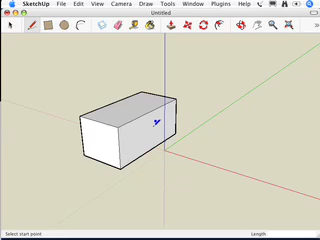 SketchUp File Edit View Camera Draw Tools Window Plugins Help
Untitled
Select start point
Length